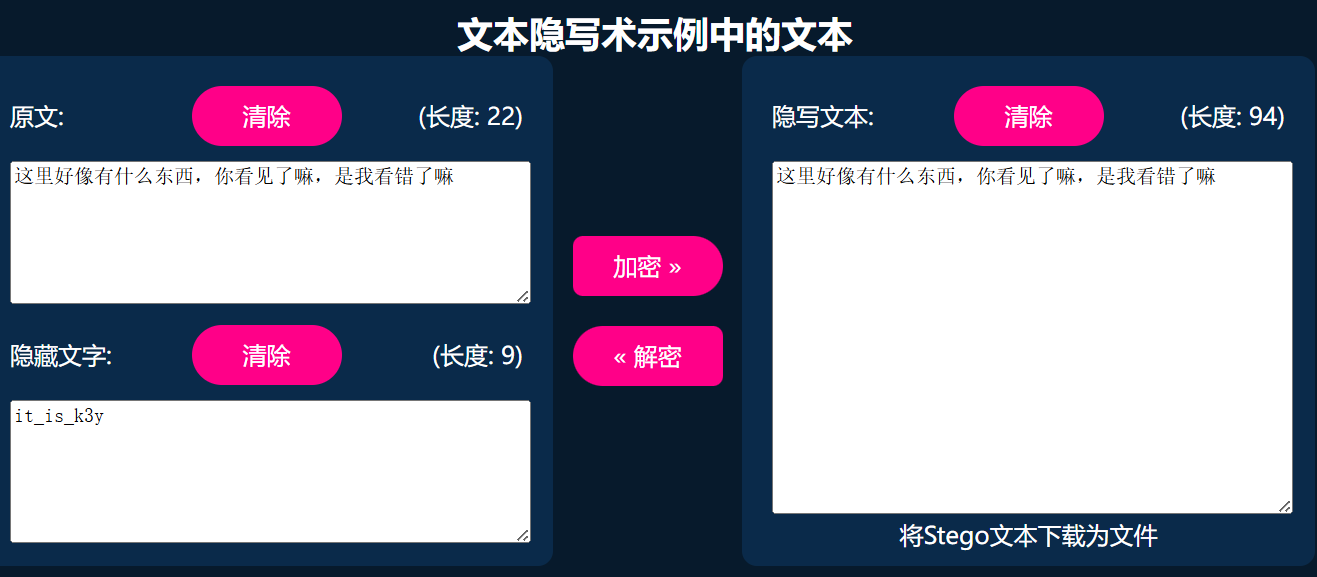 文本隐写术示例中的文本
原文:
清除
(长度: 22)
这里好像有什么东西，你看见了嘛，是我看错了嘛
隐藏文字:
清除
(长度: 9)
it_is_k3y
加密 »
« 解密
隐写文本:
清除
(长度: 94)
这里好像有什么东西，你看见了嘛，是我看错了嘛
将Stego文本下载为文件